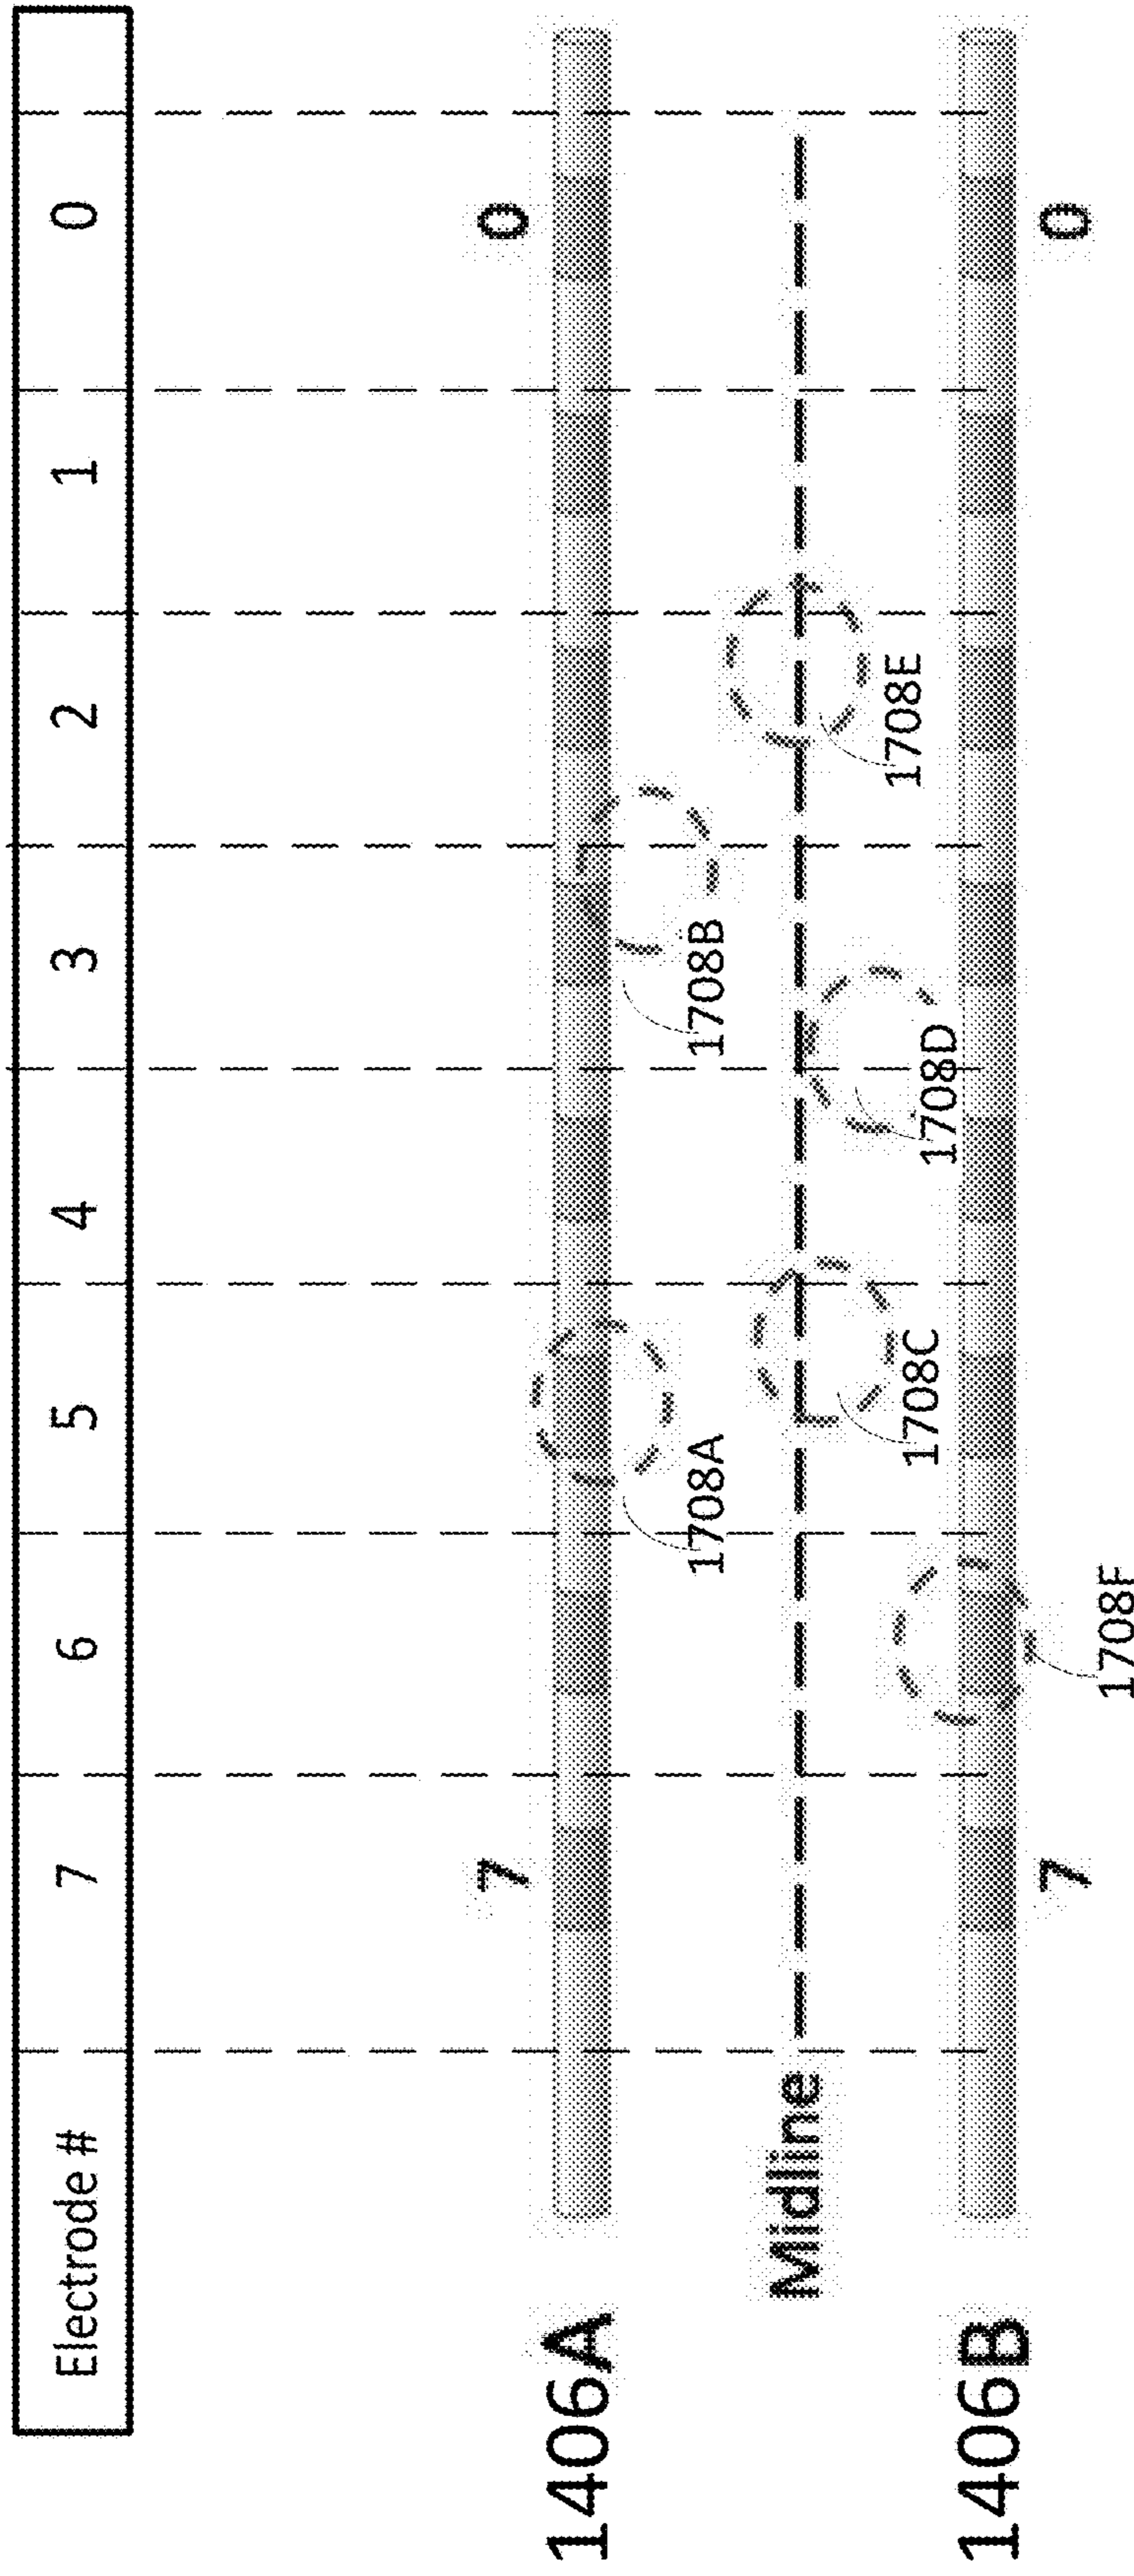 Electrode # 7 6 5 4 3 2 1 0
7 0
1406A
1708A 1708B
Midline
1708C 1708D 1708E
1406B
7 0
1708F